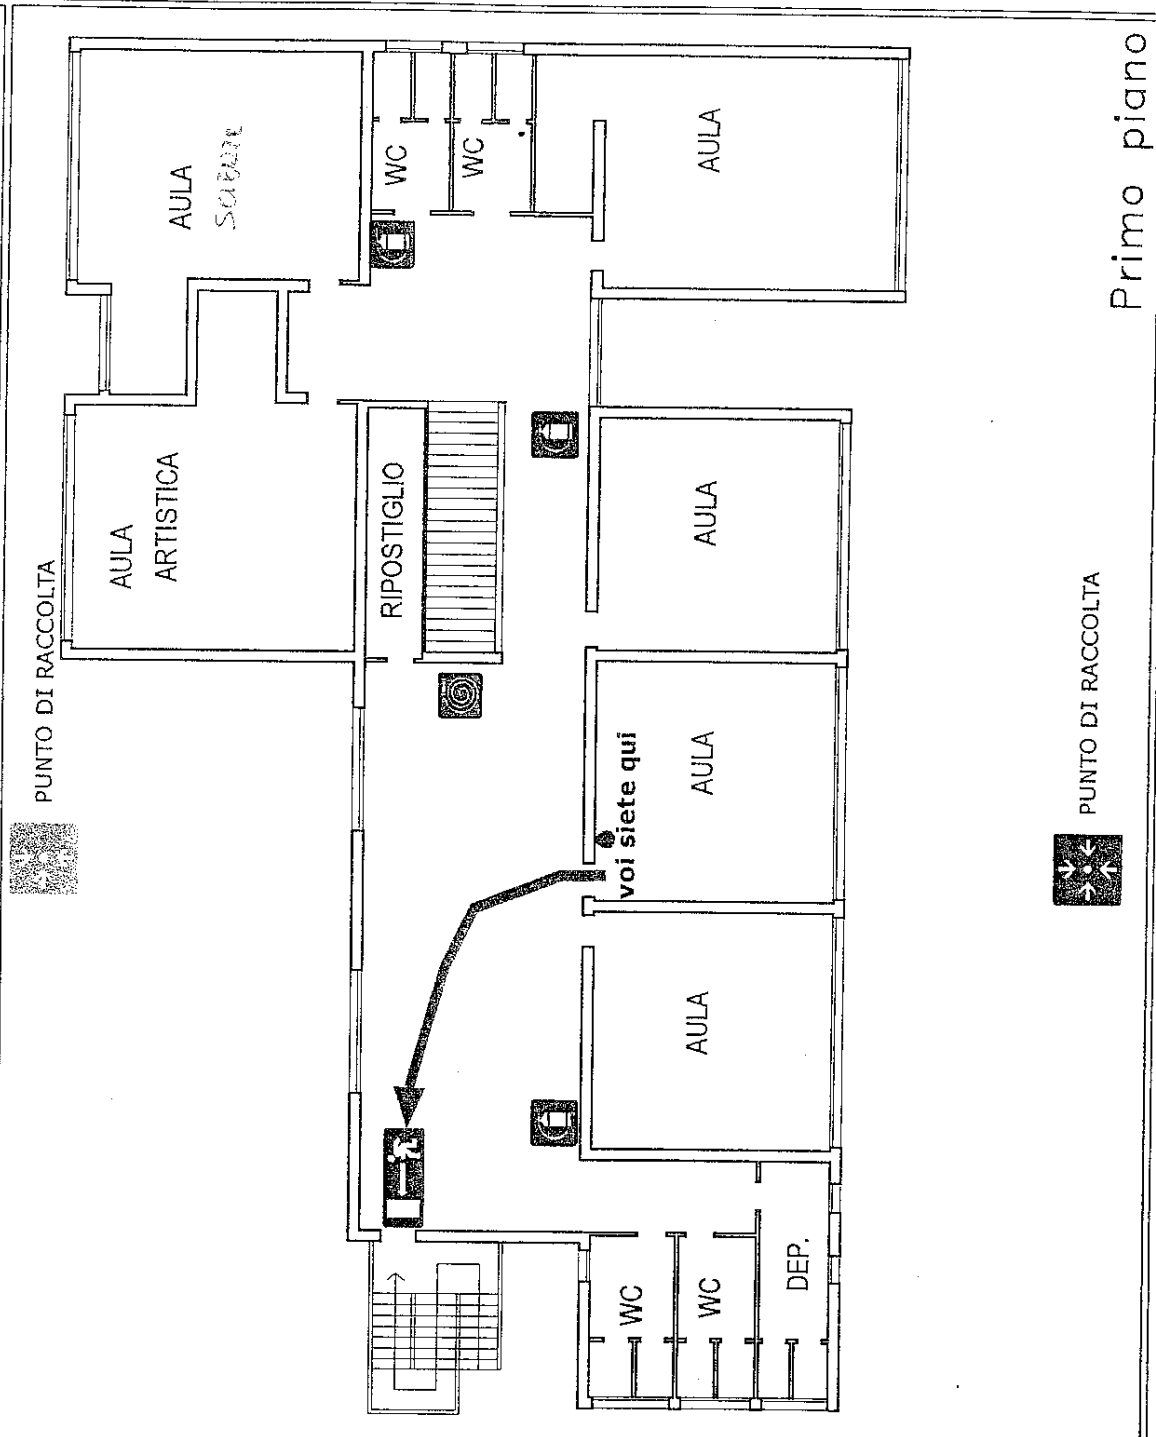 PUNTO DI RACCOLTA
AULA
ARTISTICA
AULA
RIPOSTIGLIO
WC
WC
voi siete qui
WC
WC
DEP.
AULA
AULA
AULA
AULA
PUNTO DI RACCOLTA
Primo piano